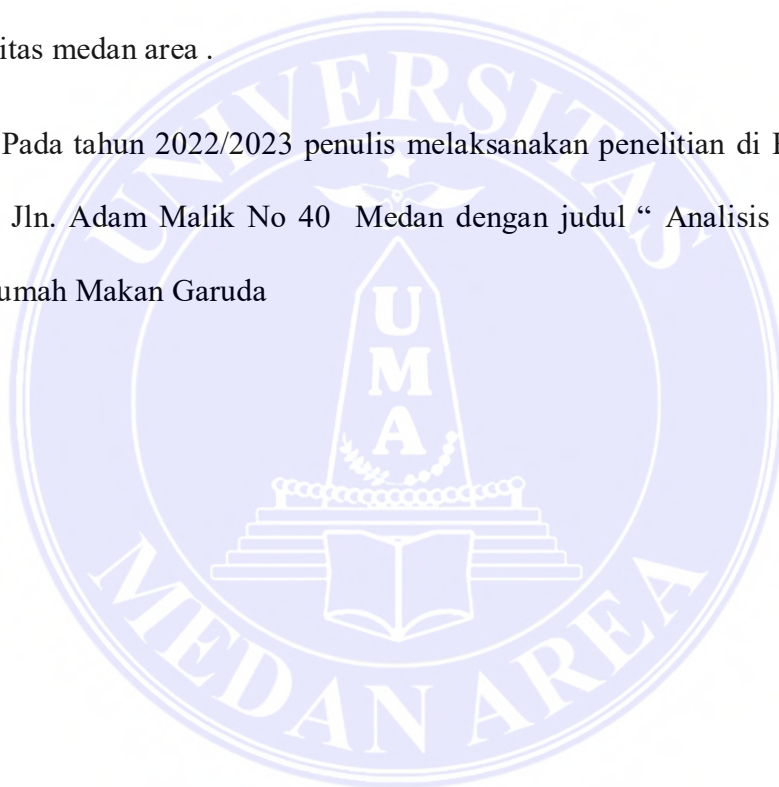 itas medan area .
Pada tahun 2022/2023 penulis melaksanakan penelitian di
Jln. Adam Malik No 40 Medan dengan judul “ Analisis
umah Makan Garuda
UNIVERSITAS
U
M
A
MEDAN AREA